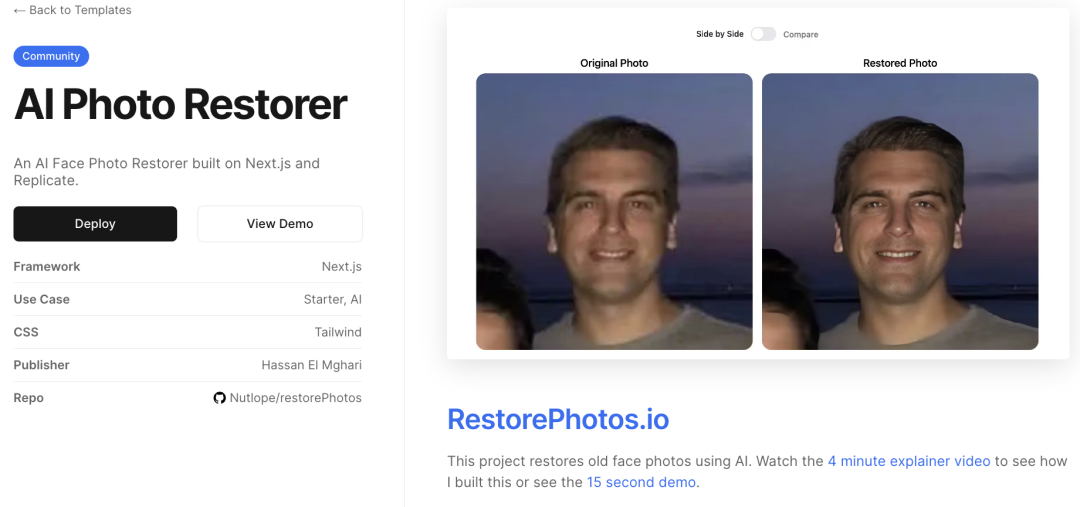 ← Back to Templates
Community
AI Photo Restorer
An AI Face Photo Restorer built on Next.js and
Replicate.
Deploy
View Demo
Framework
Next.js
Use Case
Starter, AI
CSS
Tailwind
Publisher
Hassan El Mghari
Repo
Nutlope/restorePhotos
Side by Side
Compare
Original Photo
Restored Photo
RestorePhotos.io
This project restores old face photos using AI. Watch the 4 minute explainer video to see how
I built this or see the 15 second demo.